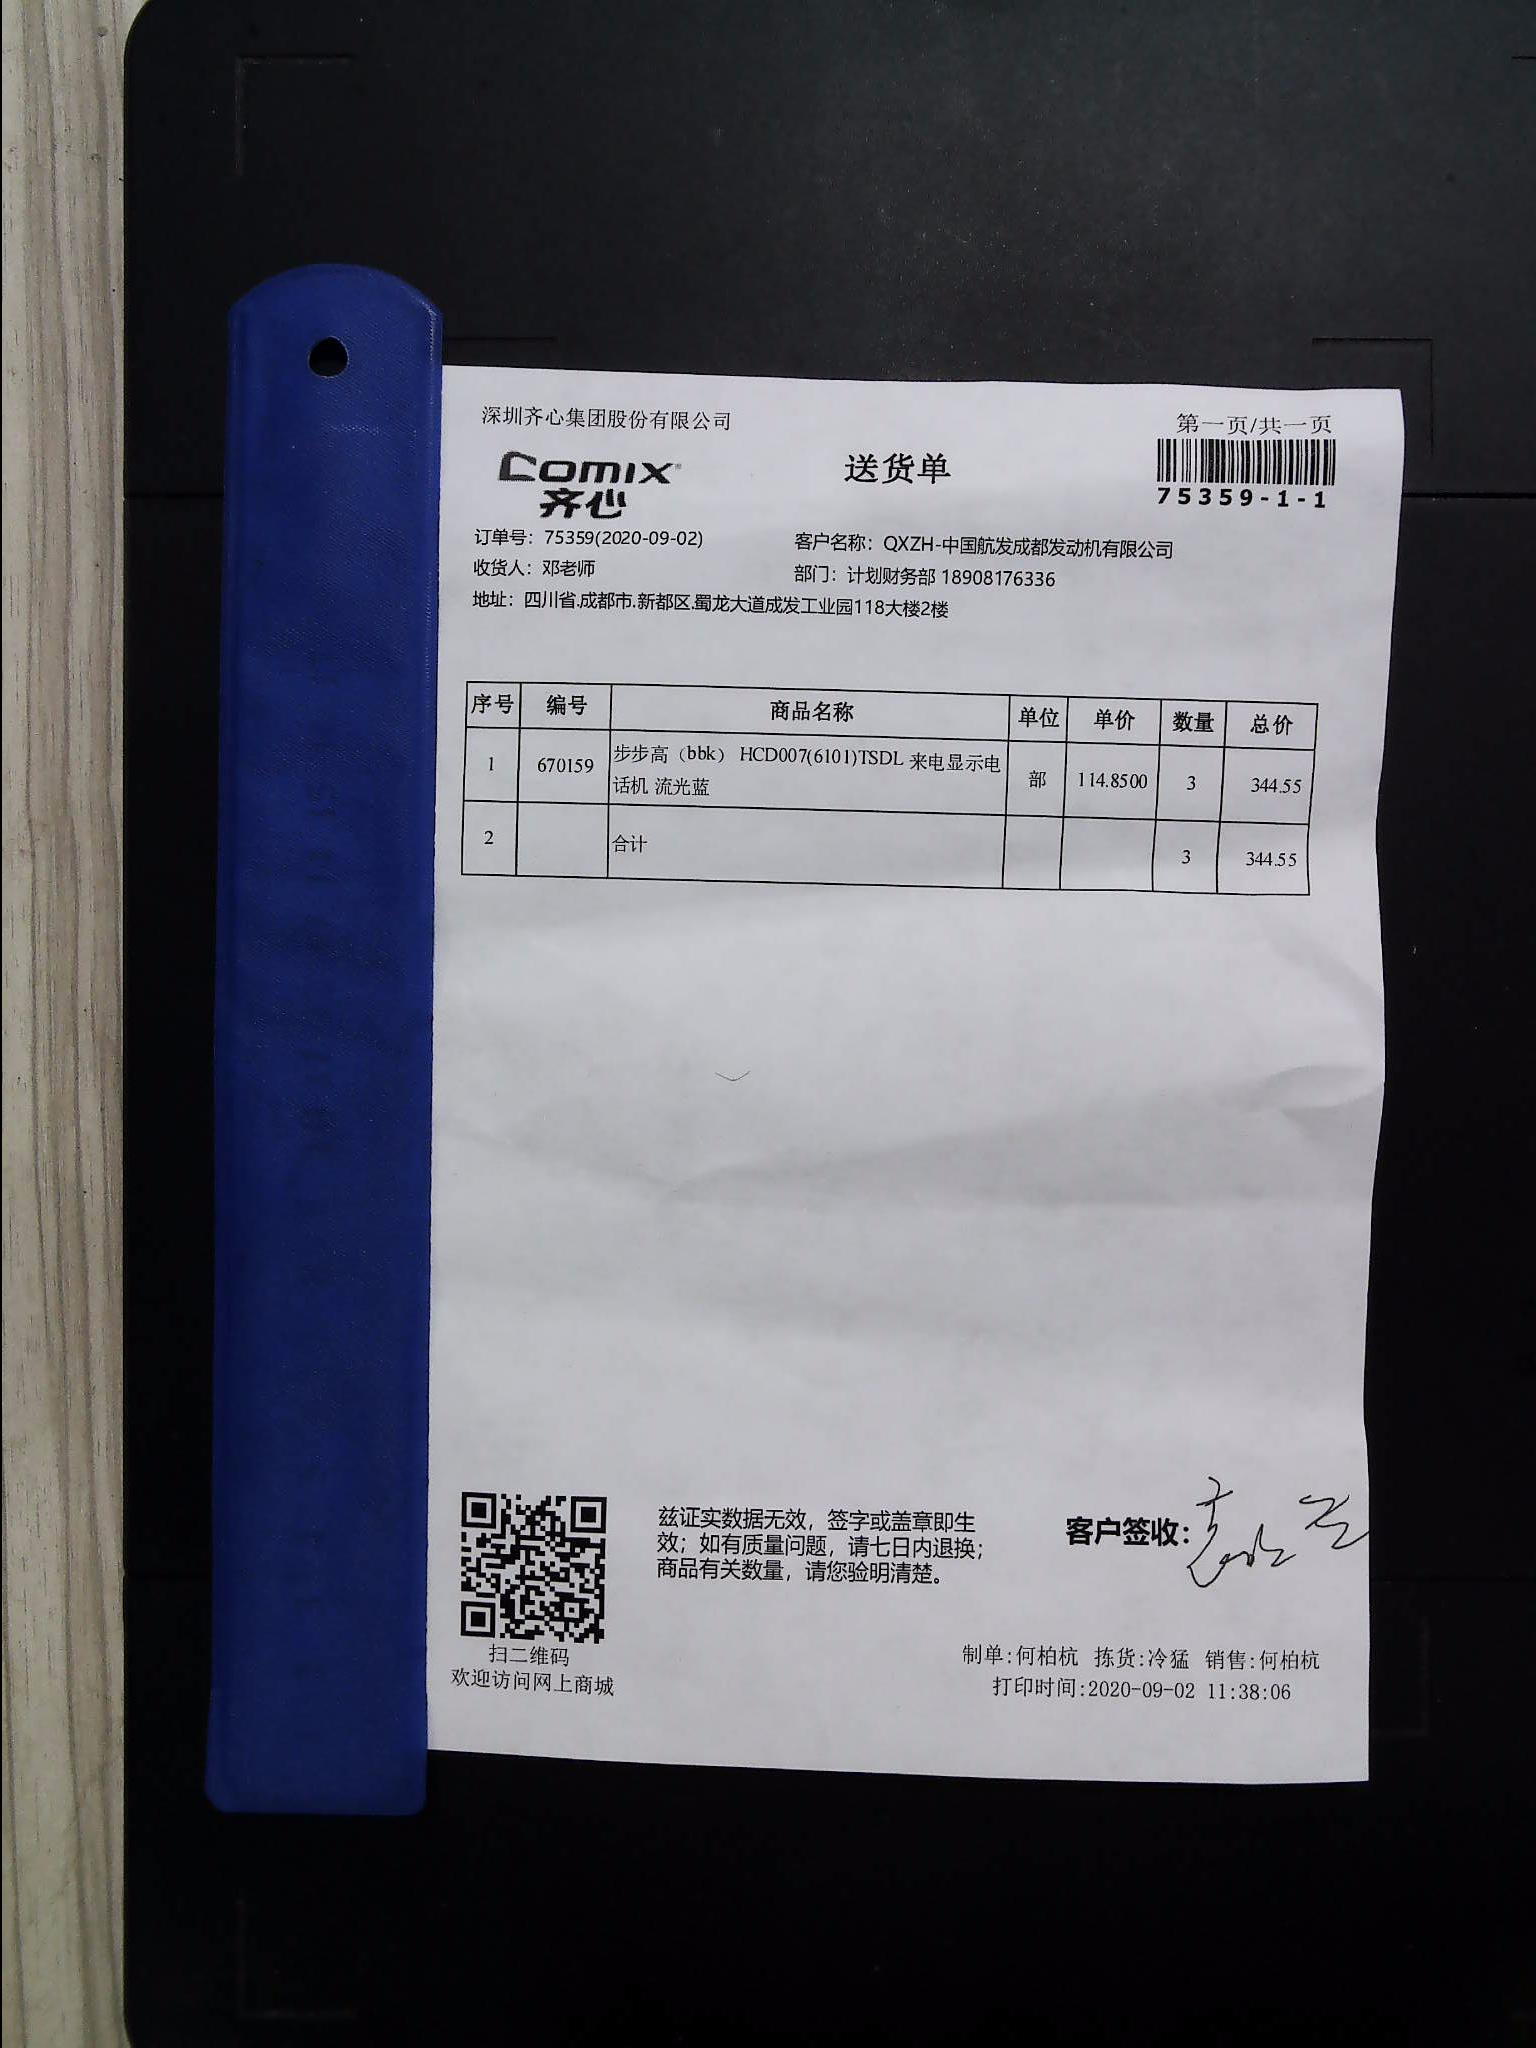 深圳齐心集团股份有限公司
第一页/共一页
COMIX
齐心
送货单
75359-1-1
订单号：75359(2020-09-02)
客户名称：QXZH-中国航发成都发动机有限公司
收货人：邓老师
部门：计划财务部 18908176336
地址：四川省.成都市.新都区.蜀龙大道成发工业园118大楼2楼
序号 编号 商品名称 单位 单价 数量 总价
1 670159 步步高（bbk） HCD007(6101)TSDL 来电显示电
话机 流光蓝 部 114.8500 3 344.55
2 合计 3 344.55
兹证实数据无效，签字或盖章即生
效；如有质量问题，请七日内退换；
商品有关数量，请您验明清楚。
客户签收：
扫二维码
欢迎访问网上商城
制单:何柏杭 拣货:冷猛 销售:何柏杭
打印时间:2020-09-02 11:38:06